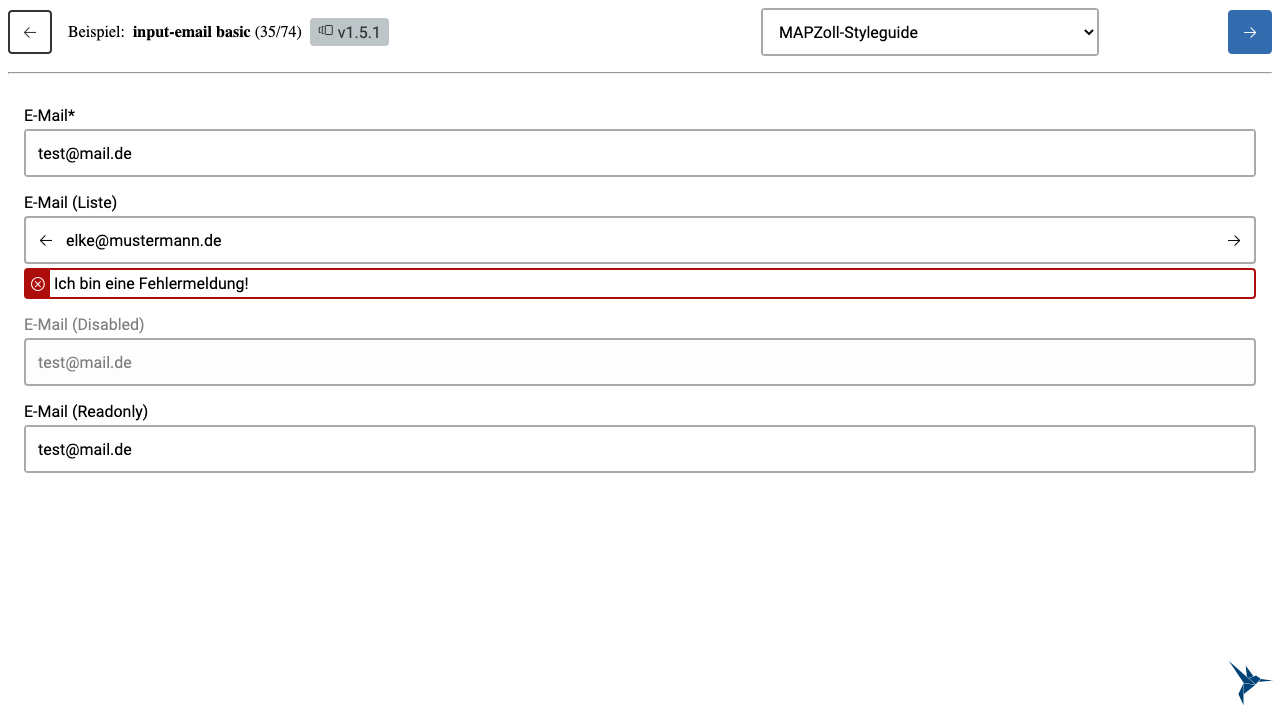 Beispiel: input-email basic (35/74) v1.5.1 MAPZoll-Styleguide
E-Mail*
test@mail.de
E-Mail (Liste)
elke@mustermann.de
Ich bin eine Fehlermeldung!
E-Mail (Disabled)
test@mail.de
E-Mail (Readonly)
test@mail.de